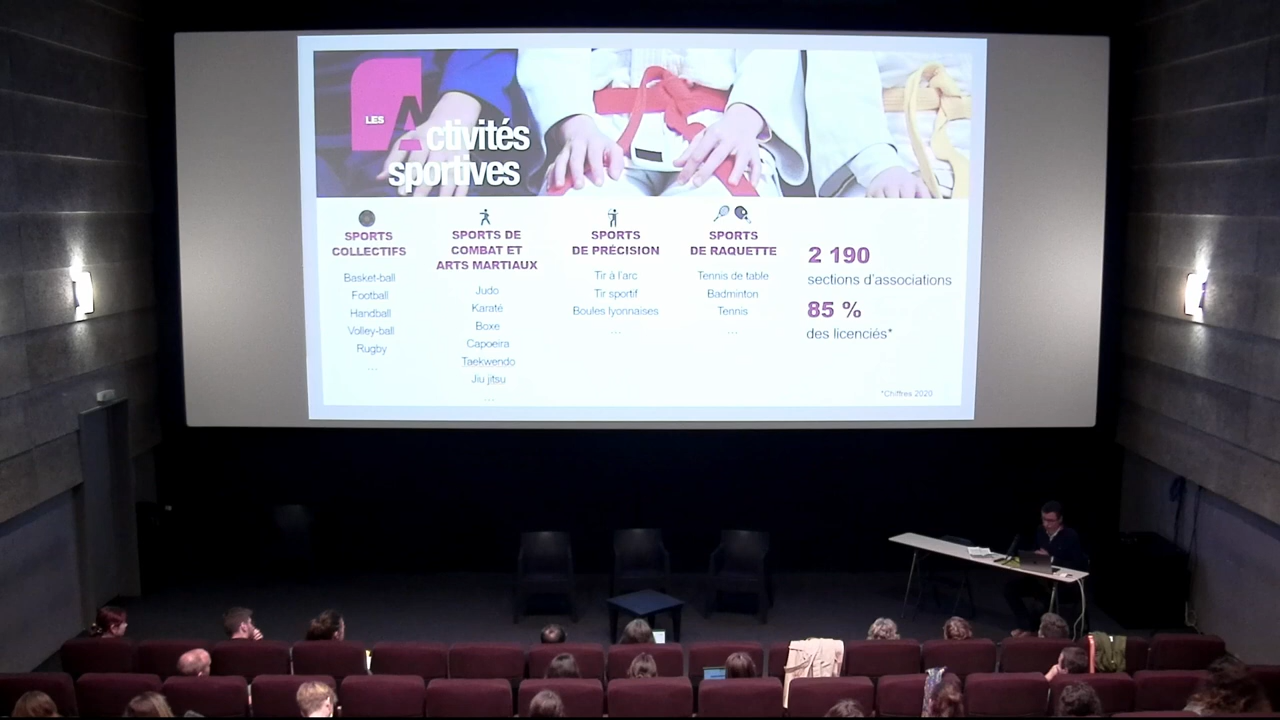 LES
Activités
sportives
SPORTS
COLLECTIFS
Basket-ball
Football
Handball
Volley-ball
Rugby
...
SPORTS DE
COMBAT ET
ARTS MARTIAUX
Judo
Karaté
Boxe
Capoeira
Taekwendo
Jiu jitsu
...
SPORTS
DE PRÉCISION
Tir à l'arc
Tir sportif
Boules lyonnaises
...
SPORTS
DE RAQUETTE
Tennis de table
Badminton
Tennis
...
2 190
sections d'associations
85 %
des licenciés*
*Chiffres 2020